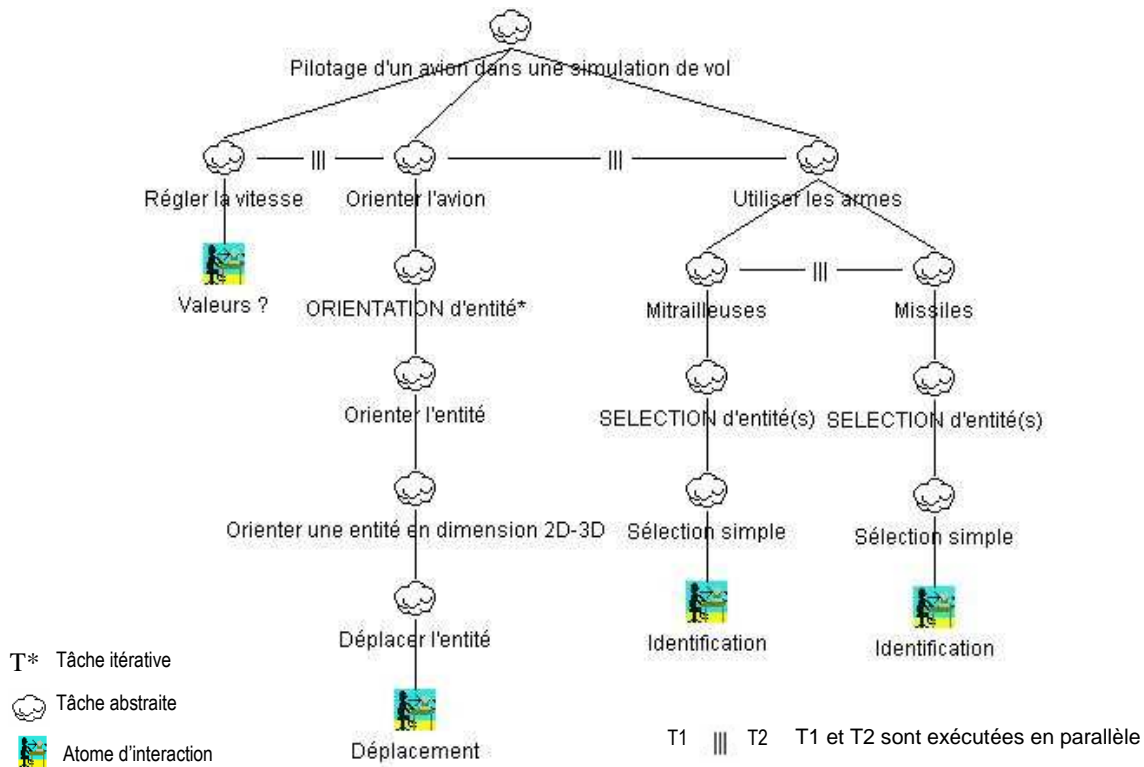 Pilotage d'un avion dans une simulation de vol
|||
|||
Régler la vitesse
Orienter l'avion
Utiliser les armes
|||
Valeurs ?
ORIENTATION d'entité*
Mitrailleuses
Missiles
Orienter l'entité
SELECTION d'entité(s)
SELECTION d'entité(s)
Orienter une entité en dimension 2D-3D
Sélection simple
Sélection simple
Déplacer l'entité
Identification
Identification
Déplacement
T* Tâche itérative
Tâche abstraite
Atome d'interaction
T1 ||| T2 T1 et T2 sont exécutées en parallèle